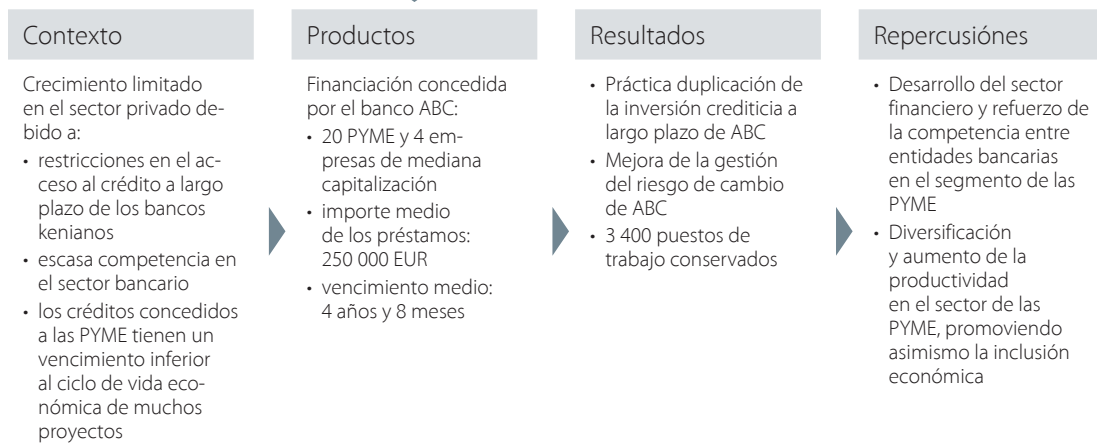 Contexto
Crecimiento limitado
en el sector privado de-
bido a:
• restricciones en el ac-
ceso al crédito a largo
plazo de los bancos
kenianos
• escasa competencia en
el sector bancario
• los créditos concedidos
a las PYME tienen un
vencimiento inferior
al ciclo de vida eco-
nómica de muchos
proyectos
Productos
Financiación concedida
por el banco ABC:
• 20 PYME y 4 em-
presas de mediana
capitalización
• importe medio
de los préstamos:
250 000 EUR
• vencimiento medio:
4 años y 8 meses
Resultados
• Práctica duplicación de
la inversión crediticia a
largo plazo de ABC
• Mejora de la gestión
del riesgo de cambio
de ABC
• 3 400 puestos de
trabajo conservados
Repercusiónes
• Desarrollo del sector
financiero y refuerzo de
la competencia entre
entidades bancarias
en el segmento de las
PYME
• Diversificación
y aumento de la
productividad
en el sector de las
PYME, promoviendo
asimismo la inclusión
económica